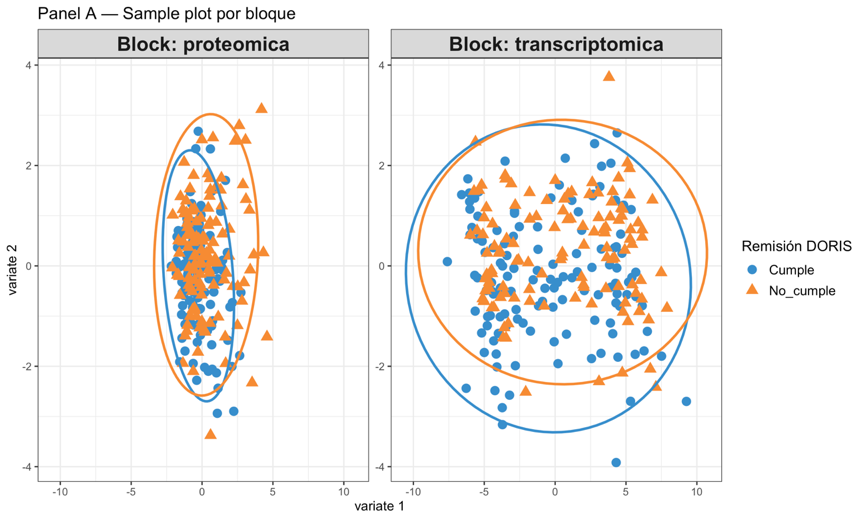 Panel A — Sample plot por bloque
Block: proteomica
Block: transcriptomica
4
2
0
-2
-4
4
2
0
-2
-4
variate 2
-10
-5
0
5
10
-10
-5
0
5
10
variate 1
Remisión DORIS
Cumple
No_cumple